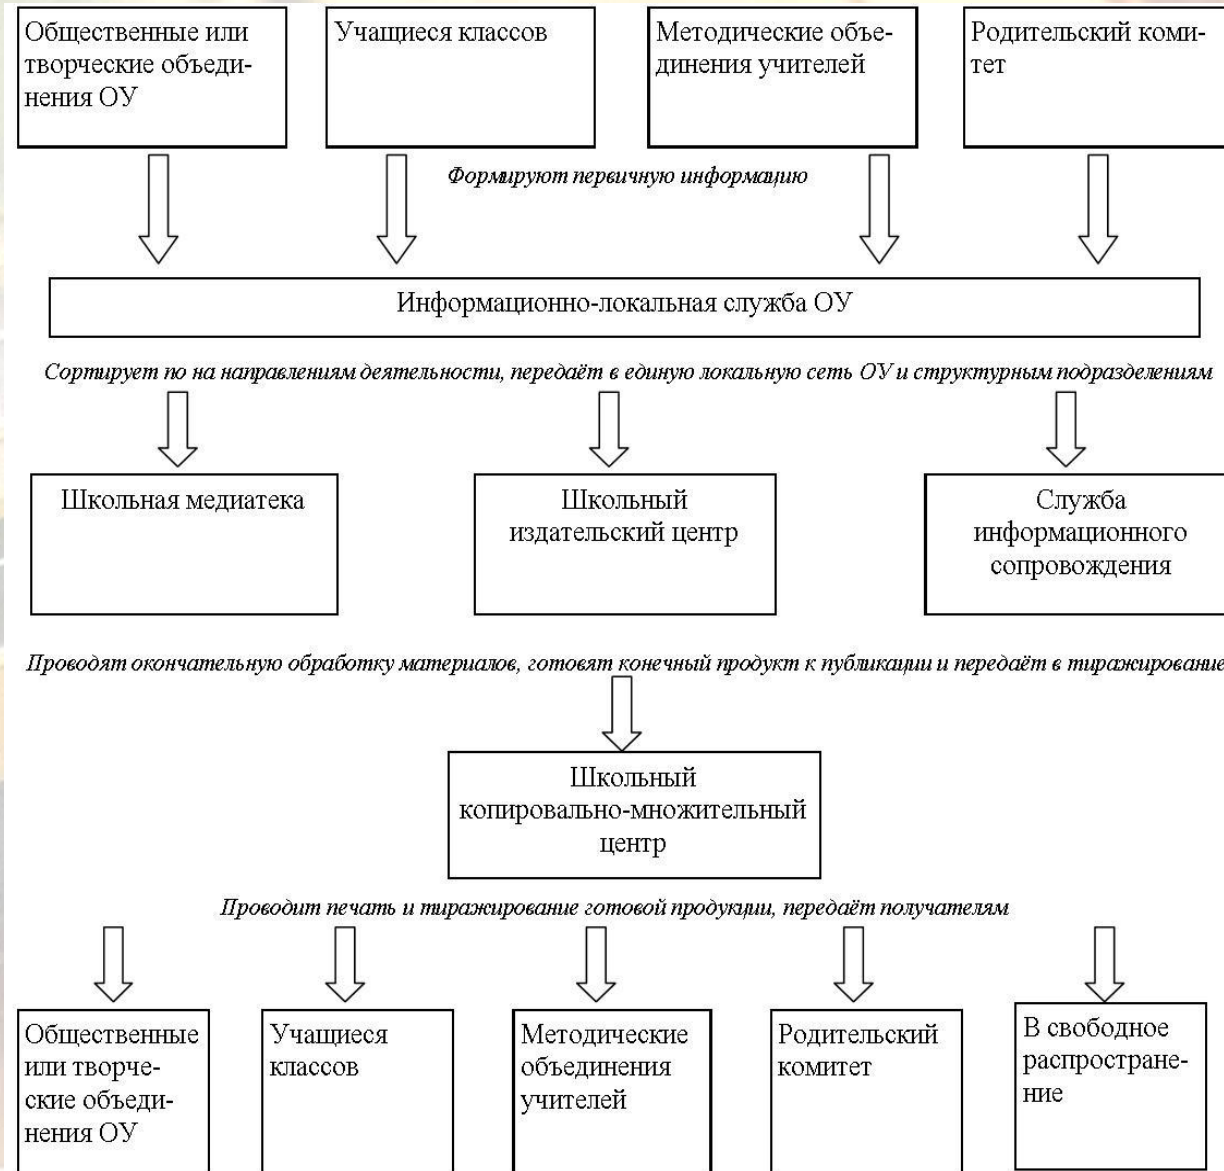 Общественные или
творческие объеди-
нения ОУ
Учащиеся классов
Методические объе-
динения учителей
Родительский коми-
тет
Формируют первичную информацию
Информационно-локальная служба ОУ
Сортирует по на направлениям деятельности, передаёт в единую локальную сеть ОУ и структурным подразделениям
Школьная медиатека
Школьный
издательский центр
Служба
информационного
сопровождения
Проводят окончательную обработку материалов, готовят конечный продукт к публикации и передаёт в тиражирование
Школьный
копировально-множительный
центр
Проводит печать и тиражирование готовой продукции, передаёт получателям
Общественные
или творче-
ские объеди-
нения ОУ
Учащиеся
классов
Методические
объединения
учителей
Родительский
комитет
В свободное
распростране-
ние